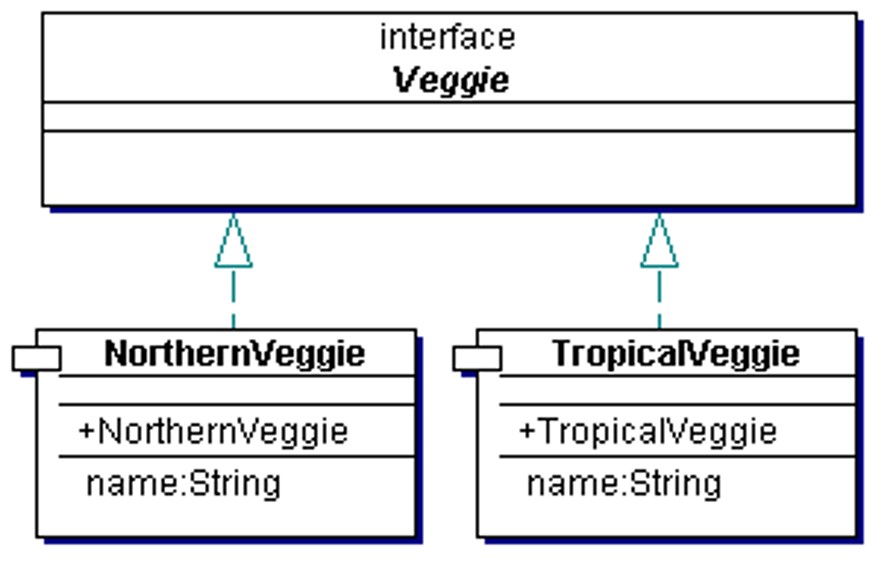 interface
Veggie
NorthernVeggie
+NorthernVeggie
name:String
TropicalVeggie
+TropicalVeggie
name:String